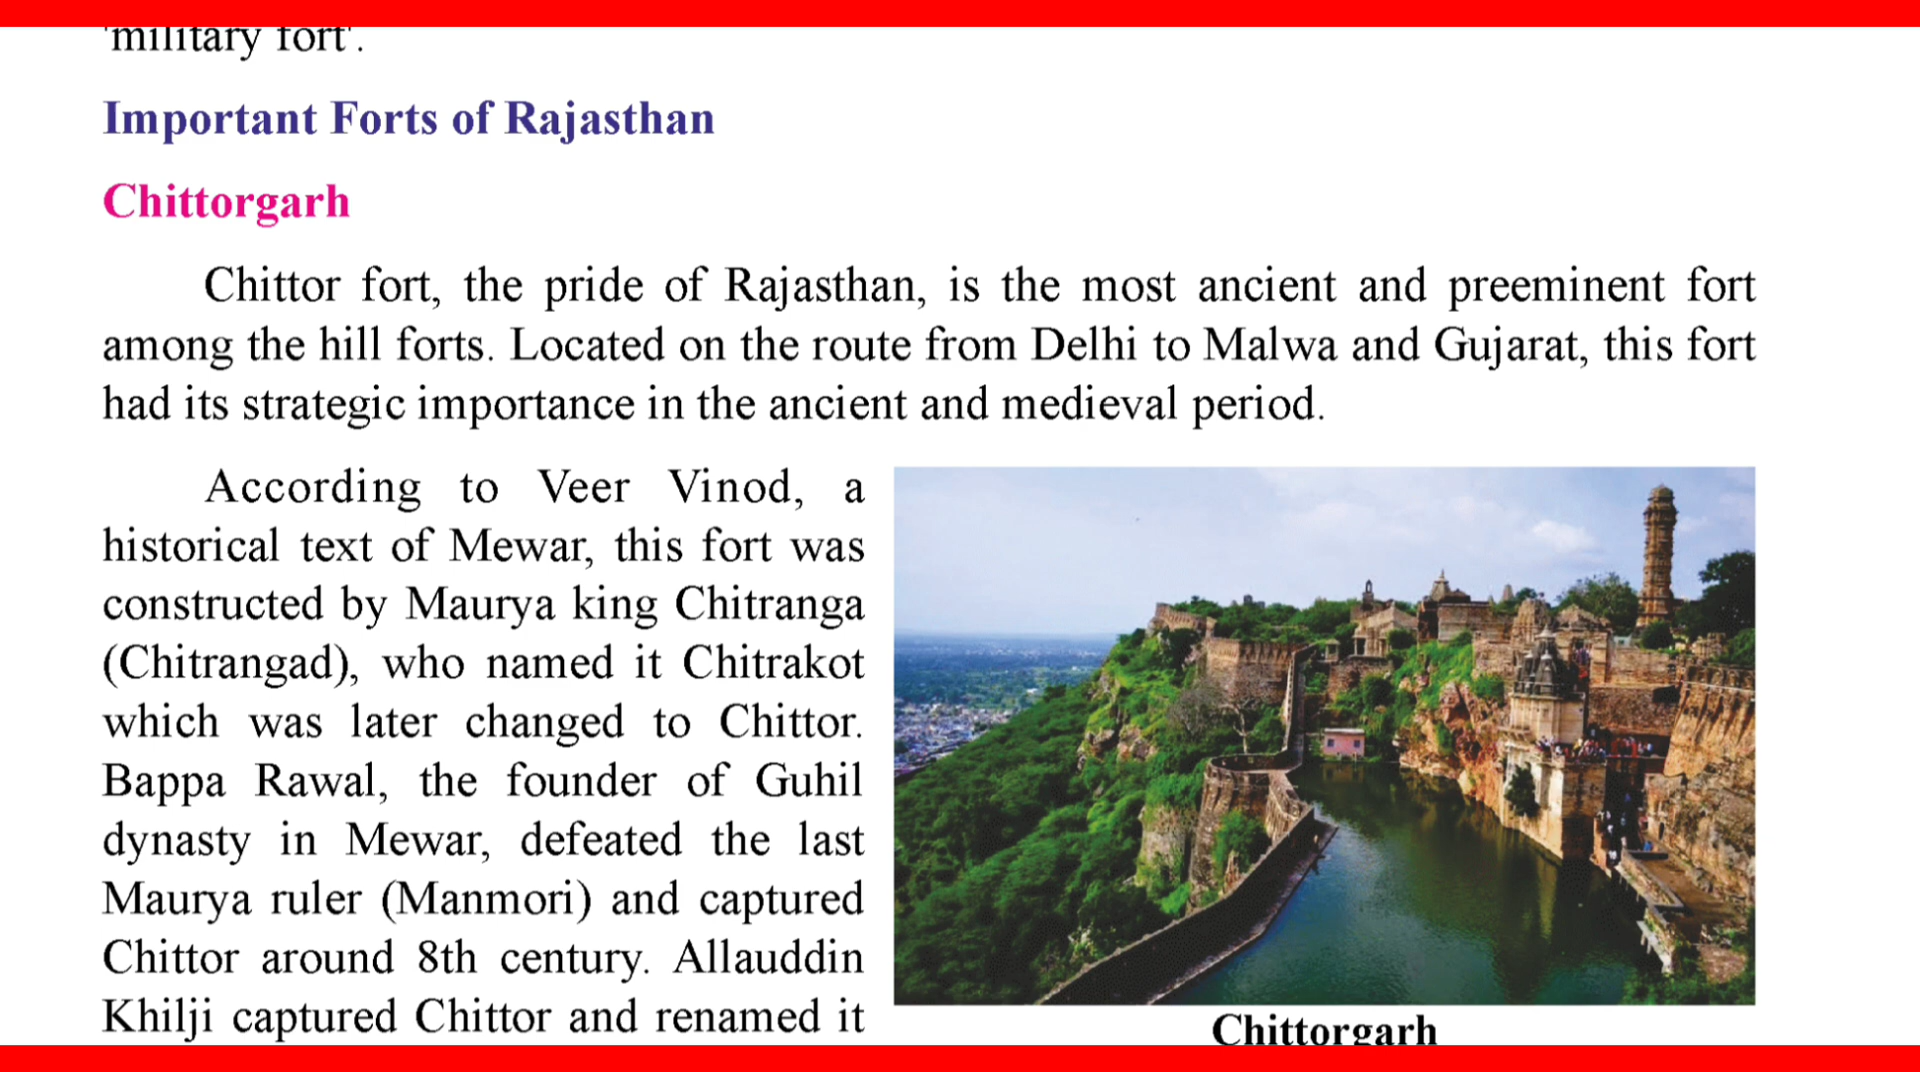 'military fort'.
Important Forts of Rajasthan
Chittorgarh
Chittor fort, the pride of Rajasthan, is the most ancient and preeminent fort
among the hill forts. Located on the route from Delhi to Malwa and Gujarat, this fort
had its strategic importance in the ancient and medieval period.
According to Veer Vinod, a
historical text of Mewar, this fort was
constructed by Maurya king Chitranga
(Chitrangad), who named it Chitrakot
which was later changed to Chittor.
Bappa Rawal, the founder of Guhil
dynasty in Mewar, defeated the last
Maurya ruler (Manmori) and captured
Chittor around 8th century. Allauddin
Khilji captured Chittor and renamed it
Chittorgarh